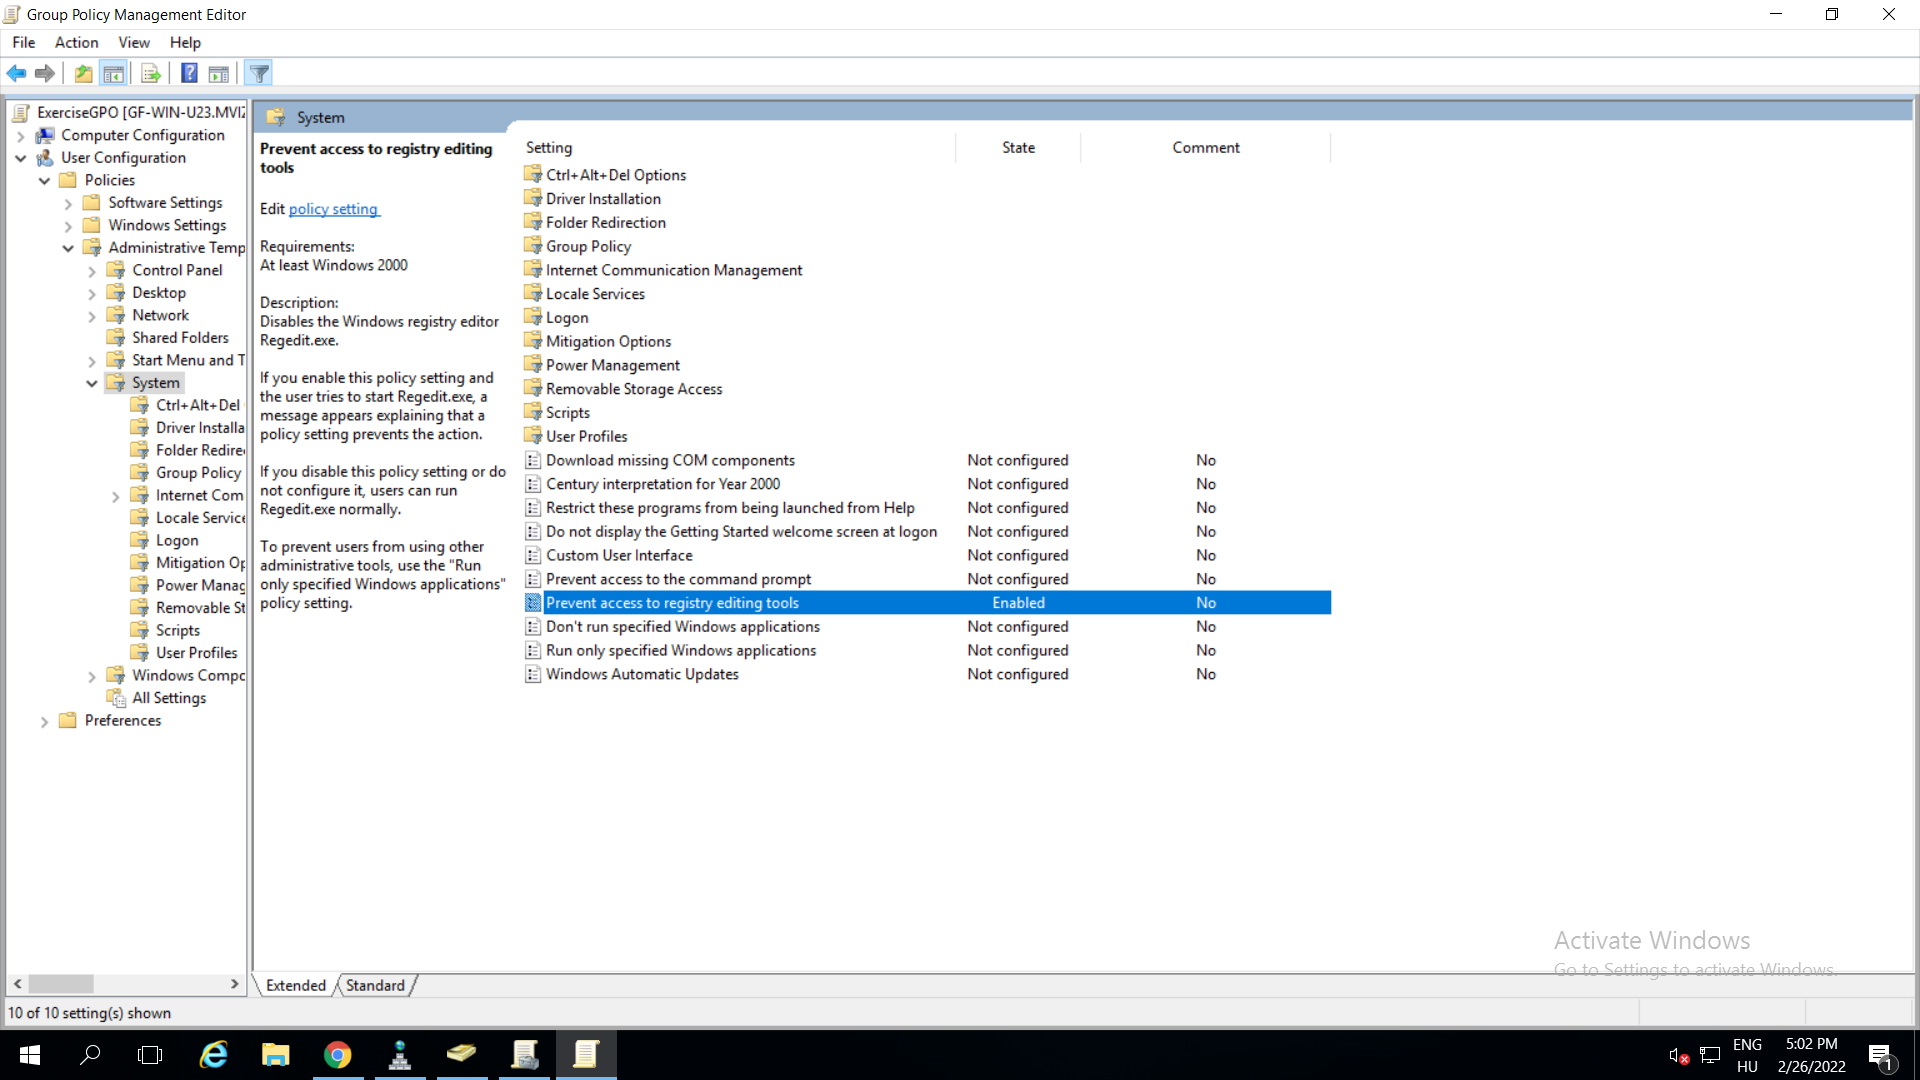 Group Policy Management Editor
File Action View Help
ExerciseGPO [GF-WIN-U23.MVIZ
Computer Configuration
User Configuration
Policies
Software Settings
Windows Settings
Administrative Temp
Control Panel
Desktop
Network
Shared Folders
Start Menu and T
System
Ctrl+Alt+Del
Driver Installa
Folder Redire
Group Policy
Internet Com
Locale Service
Logon
Mitigation Op
Power Manag
Removable St
Scripts
User Profiles
Windows Compo
All Settings
Preferences
System
Prevent access to registry editing
tools
Edit policy setting
Requirements:
At least Windows 2000
Description:
Disables the Windows registry editor
Regedit.exe.
If you enable this policy setting and
the user tries to start Regedit.exe, a
message appears explaining that a
policy setting prevents the action.
If you disable this policy setting or do
not configure it, users can run
Regedit.exe normally.
To prevent users from using other
administrative tools, use the "Run
only specified Windows applications"
policy setting.
Setting State Comment
Ctrl+Alt+Del Options
Driver Installation
Folder Redirection
Group Policy
Internet Communication Management
Locale Services
Logon
Mitigation Options
Power Management
Removable Storage Access
Scripts
User Profiles
Download missing COM components Not configured No
Century interpretation for Year 2000 Not configured No
Restrict these programs from being launched from Help Not configured No
Do not display the Getting Started welcome screen at logon Not configured No
Custom User Interface Not configured No
Prevent access to the command prompt Not configured No
Prevent access to registry editing tools Enabled No
Don't run specified Windows applications Not configured No
Run only specified Windows applications Not configured No
Windows Automatic Updates Not configured No
Activate Windows
Go to Settings to activate Windows.
Extended Standard
10 of 10 setting(s) shown
ENG 5:02 PM
HU 2/26/2022
1